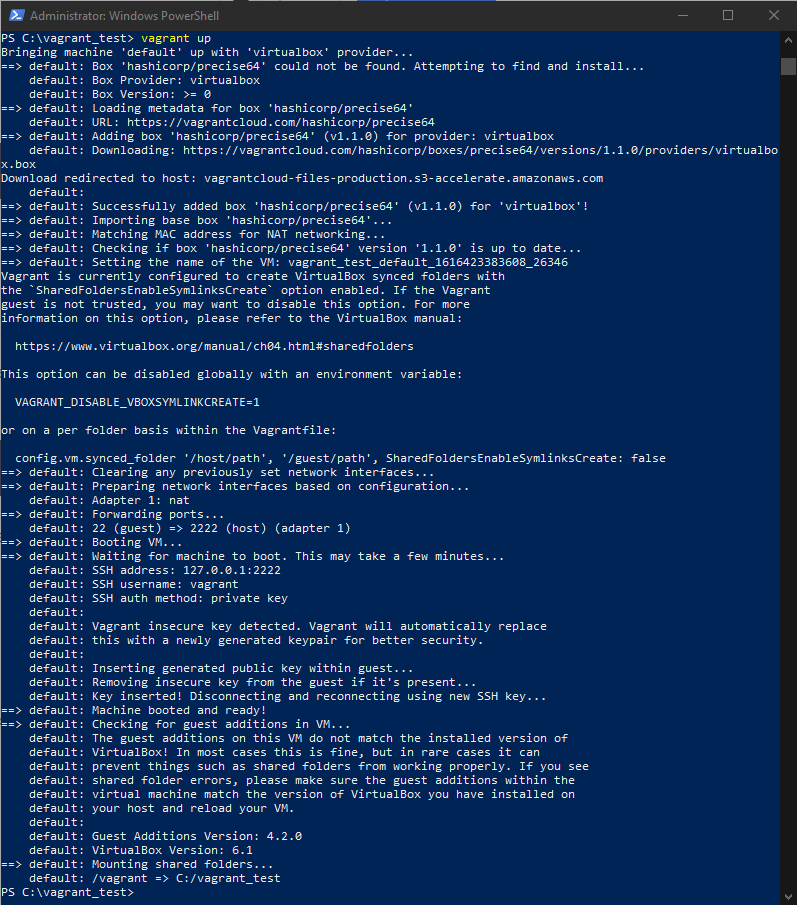 Administrator: Windows PowerShell
PS C:\vagrant_test> vagrant up
Bringing machine 'default' up with 'virtualbox' provider...
==> default: Box 'hashicorp/precise64' could not be found. Attempting to find and install...
    default: Box Provider: virtualbox
    default: Box Version: >= 0
==> default: Loading metadata for box 'hashicorp/precise64'
    default: URL: https://vagrantcloud.com/hashicorp/precise64
==> default: Adding box 'hashicorp/precise64' (v1.1.0) for provider: virtualbox
    default: Downloading: https://vagrantcloud.com/hashicorp/boxes/precise64/versions/1.1.0/providers/virtualbo
x.box
Download redirected to host: vagrantcloud-files-production.s3-accelerate.amazonaws.com
    default:
==> default: Successfully added box 'hashicorp/precise64' (v1.1.0) for 'virtualbox'!
==> default: Importing base box 'hashicorp/precise64'...
==> default: Matching MAC address for NAT networking...
==> default: Checking if box 'hashicorp/precise64' version '1.1.0' is up to date...
==> default: Setting the name of the VM: vagrant_test_default_1616423383608_26346
Vagrant is currently configured to create VirtualBox synced folders with
the `SharedFoldersEnableSymlinksCreate` option enabled. If the Vagrant
guest is not trusted, you may want to disable this option. For more
information on this option, please refer to the VirtualBox manual:

  https://www.virtualbox.org/manual/ch04.html#sharedfolders

This option can be disabled globally with an environment variable:

  VAGRANT_DISABLE_VBOXSYMLINKCREATE=1

or on a per folder basis within the Vagrantfile:

  config.vm.synced_folder '/host/path', '/guest/path', SharedFoldersEnableSymlinksCreate: false
==> default: Clearing any previously set network interfaces...
==> default: Preparing network interfaces based on configuration...
    default: Adapter 1: nat
==> default: Forwarding ports...
    default: 22 (guest) => 2222 (host) (adapter 1)
==> default: Booting VM...
==> default: Waiting for machine to boot. This may take a few minutes...
    default: SSH address: 127.0.0.1:2222
    default: SSH username: vagrant
    default: SSH auth method: private key
    default:
    default: Vagrant insecure key detected. Vagrant will automatically replace
    default: this with a newly generated keypair for better security.
    default:
    default: Inserting generated public key within guest...
    default: Removing insecure key from the guest if it's present...
    default: Key inserted! Disconnecting and reconnecting using new SSH key...
==> default: Machine booted and ready!
==> default: Checking for guest additions in VM...
    default: The guest additions on this VM do not match the installed version of
    default: VirtualBox! In most cases this is fine, but in rare cases it can
    default: prevent things such as shared folders from working properly. If you see
    default: shared folder errors, please make sure the guest additions within the
    default: virtual machine match the version of VirtualBox you have installed on
    default: your host and reload your VM.
    default:
    default: Guest Additions Version: 4.2.0
    default: VirtualBox Version: 6.1
==> default: Mounting shared folders...
    default: /vagrant => C:/vagrant_test
PS C:\vagrant_test>